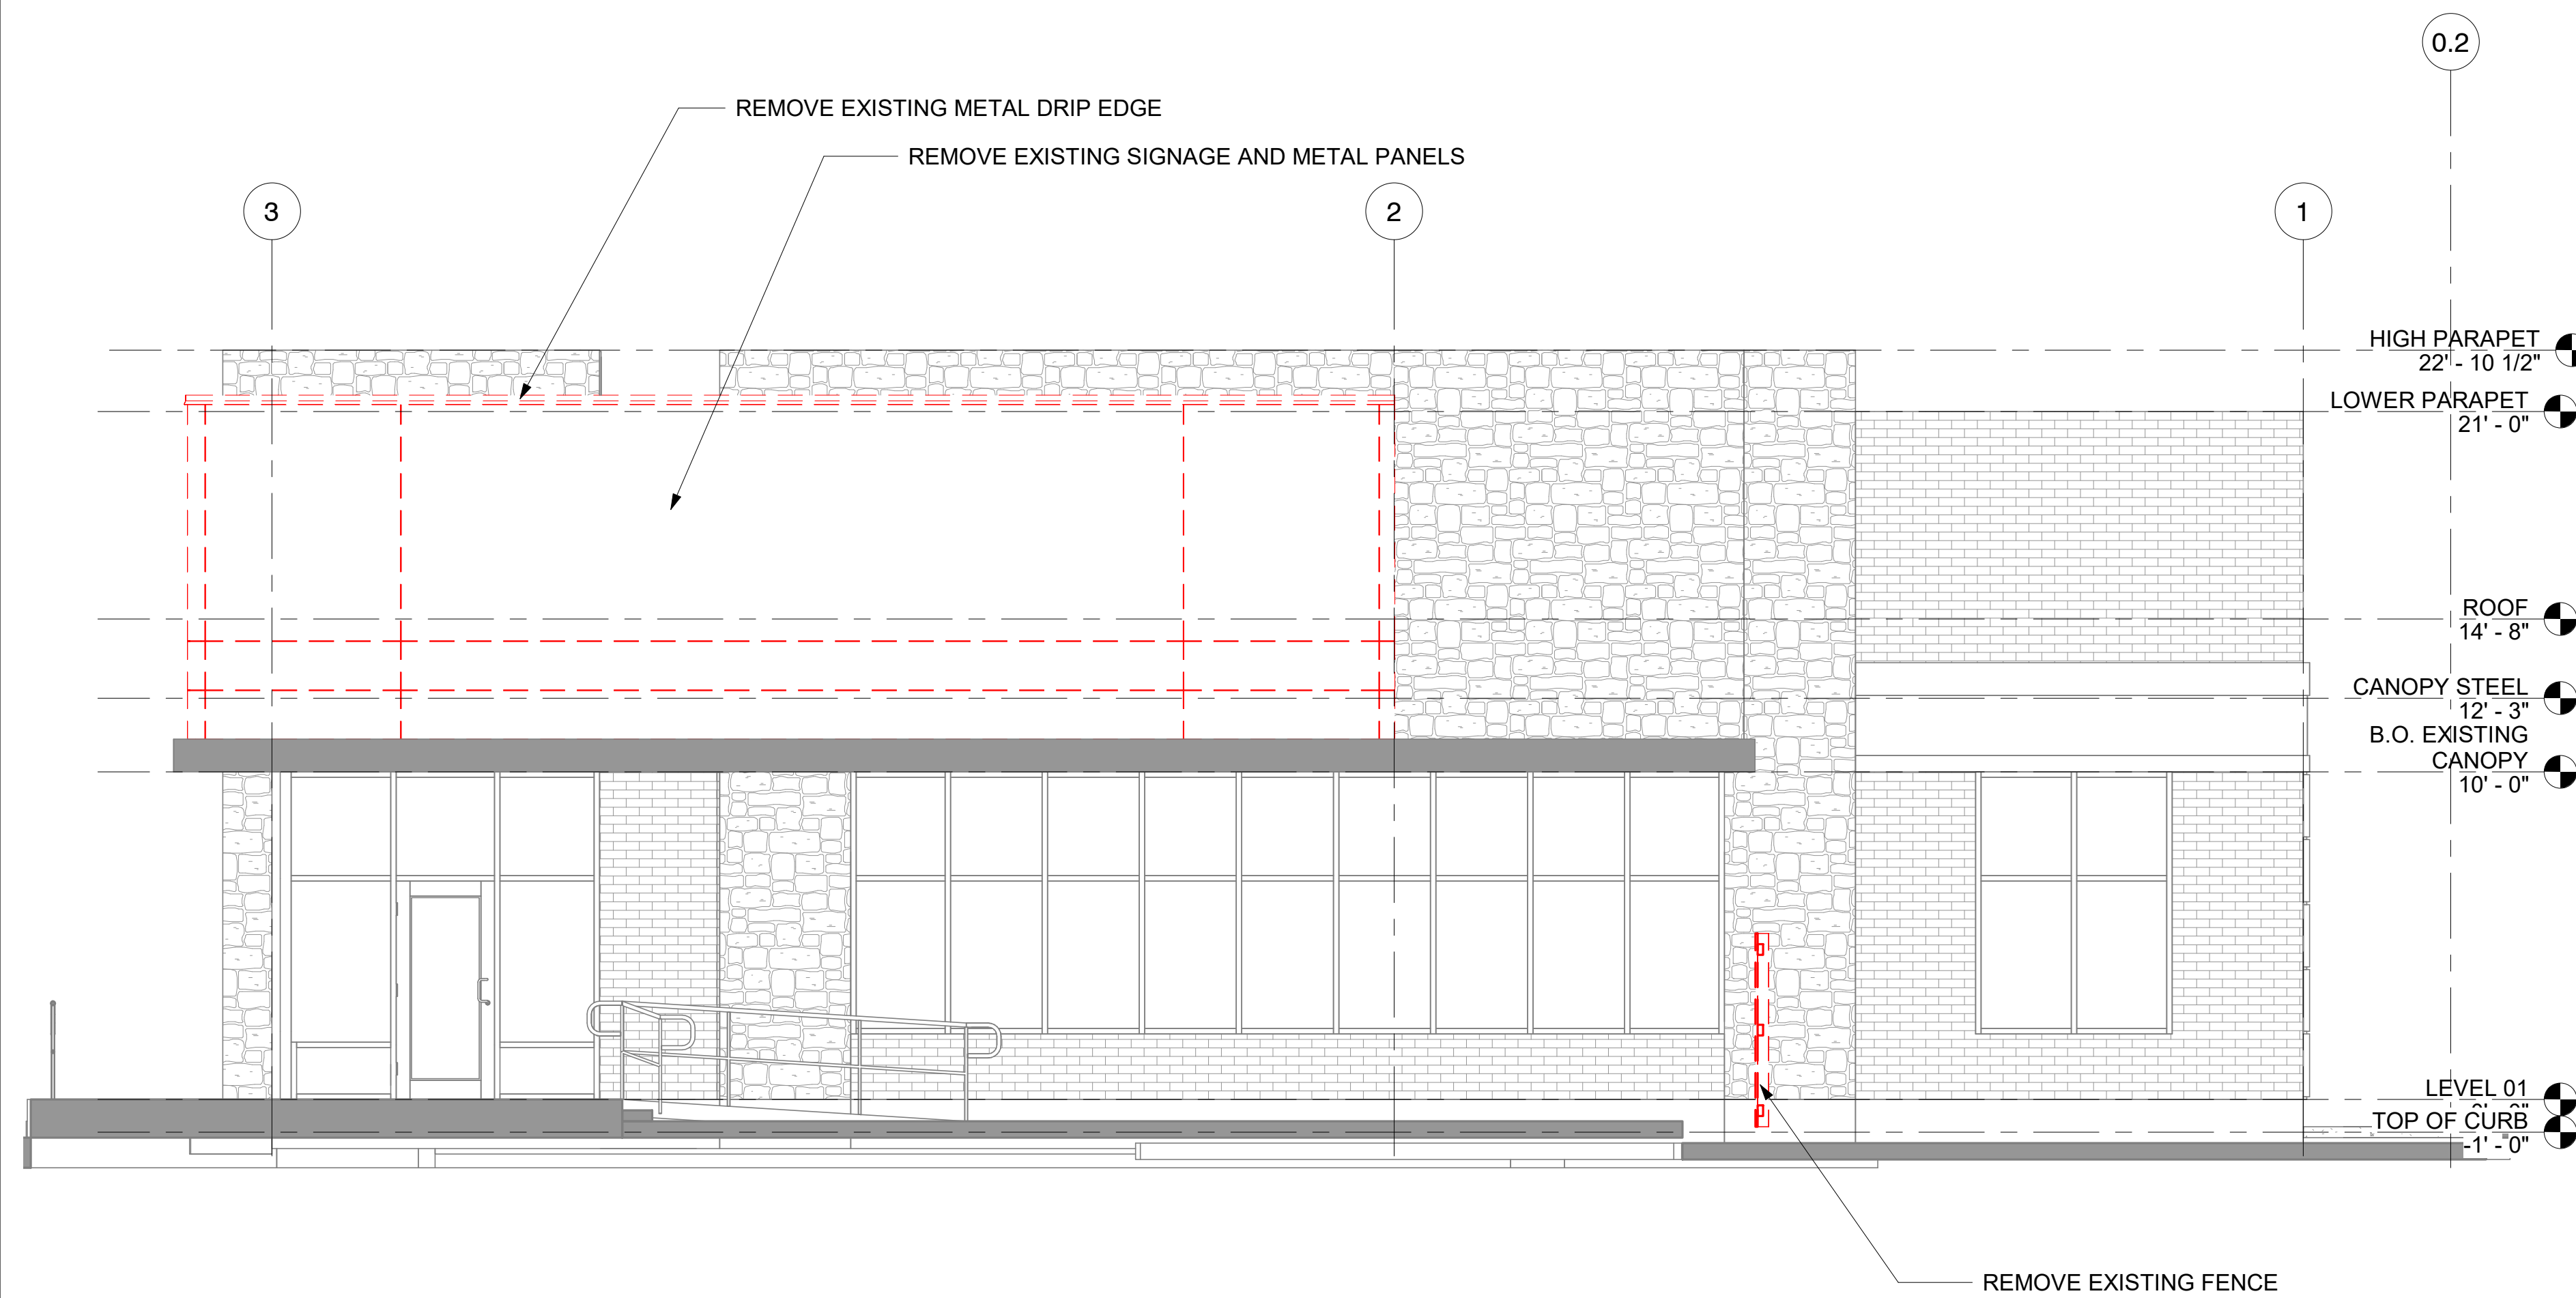 0.2
REMOVE EXISTING METAL DRIP EDGE
REMOVE EXISTING SIGNAGE AND METAL PANELS
3
2
1
HIGH PARAPET
22' - 10 1/2"
LOWER PARAPET
21' - 0"
ROOF
14' - 8"
CANOPY STEEL
12' - 3"
B.O. EXISTING
CANOPY
10' - 0"
LEVEL 01
TOP OF CURB
-1' - 0"
REMOVE EXISTING FENCE